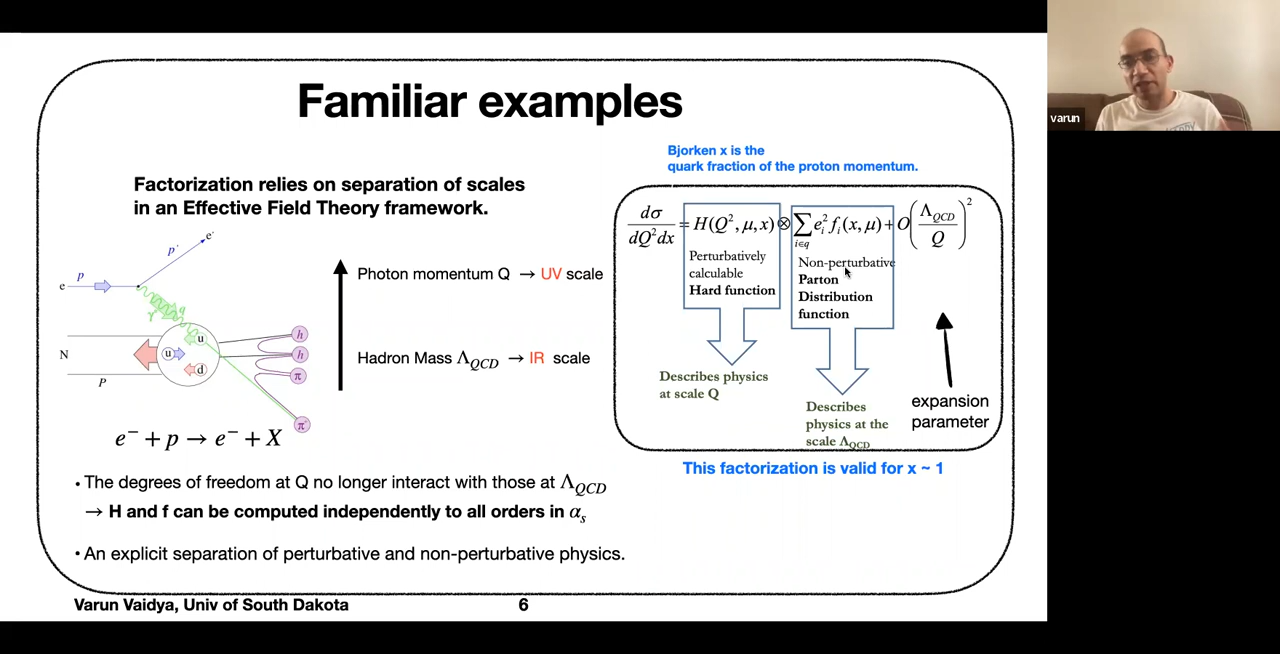 Familiar examples
Bjorken x is the
quark fraction of the proton momentum.
Factorization relies on separation of scales
in an Effective Field Theory framework.
e
p
p'
e'
γ* q
N
P
u
u
d
h
h
π
π
e⁻ + p → e⁻ + X
Photon momentum Q → UV scale
Hadron Mass Λ_QCD → IR scale
dσ/dQ²dx = H(Q², μ, x) ⊗ ∑_{i∈q} e_i² f_i(x, μ) + O(Λ_QCD/Q)²
Perturbatively
calculable
Hard function
Non-perturbative
Parton
Distribution
function
Describes physics
at scale Q
Describes
physics at the
scale Λ_QCD
expansion
parameter
This factorization is valid for x ~ 1
• The degrees of freedom at Q no longer interact with those at Λ_QCD
→ H and f can be computed independently to all orders in α_s
• An explicit separation of perturbative and non-perturbative physics.
Varun Vaidya, Univ of South Dakota
6
varun